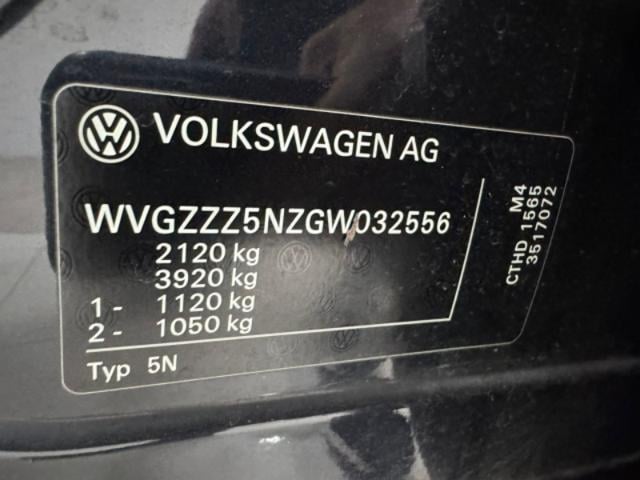 VOLKSWAGEN AG
WVGZZZ5NZGW032556
2120 kg
3920 kg
1 - 1120 kg
2 - 1050 kg
Typ 5N
M4
CTHD 1565
3517072